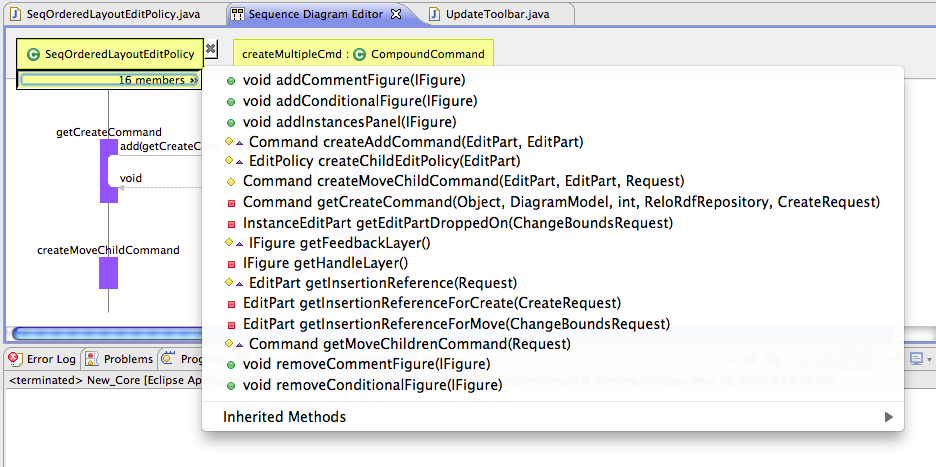 SeqOrderedLayoutEditPolicy.java
Sequence Diagram Editor
UpdateToolbar.java
SeqOrderedLayoutEditPolicy
createMultipleCmd : CompoundCommand
16 members »
void addCommentFigure(IFigure)
void addConditionalFigure(IFigure)
void addInstancesPanel(IFigure)
Command createAddCommand(EditPart, EditPart)
EditPolicy createChildEditPolicy(EditPart)
Command createMoveChildCommand(EditPart, EditPart, Request)
Command getCreateCommand(Object, DiagramModel, int, ReloRdfRepository, CreateRequest)
InstanceEditPart getEditPartDroppedOn(ChangeBoundsRequest)
IFigure getFeedbackLayer()
IFigure getHandleLayer()
EditPart getInsertionReference(Request)
EditPart getInsertionReferenceForCreate(CreateRequest)
EditPart getInsertionReferenceForMove(ChangeBoundsRequest)
Command getMoveChildrenCommand(Request)
void removeCommentFigure(IFigure)
void removeConditionalFigure(IFigure)
Inherited Methods
getCreateCommand
add(getCreateCom
void
createMoveChildCommand
Error Log
Problems
Prog
<terminated> New_Core [Eclipse Ap